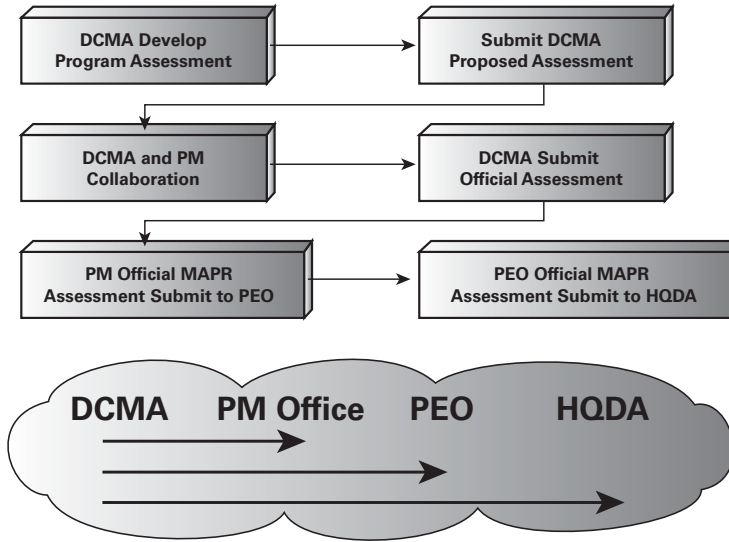 DCMA Develop
Program Assessment
Submit DCMA
Proposed Assessment
DCMA and PM
Collaboration
DCMA Submit
Official Assessment
PM Official MAPR
Assessment Submit to PEO
PEO Official MAPR
Assessment Submit to HQDA
DCMA PM Office PEO HQDA